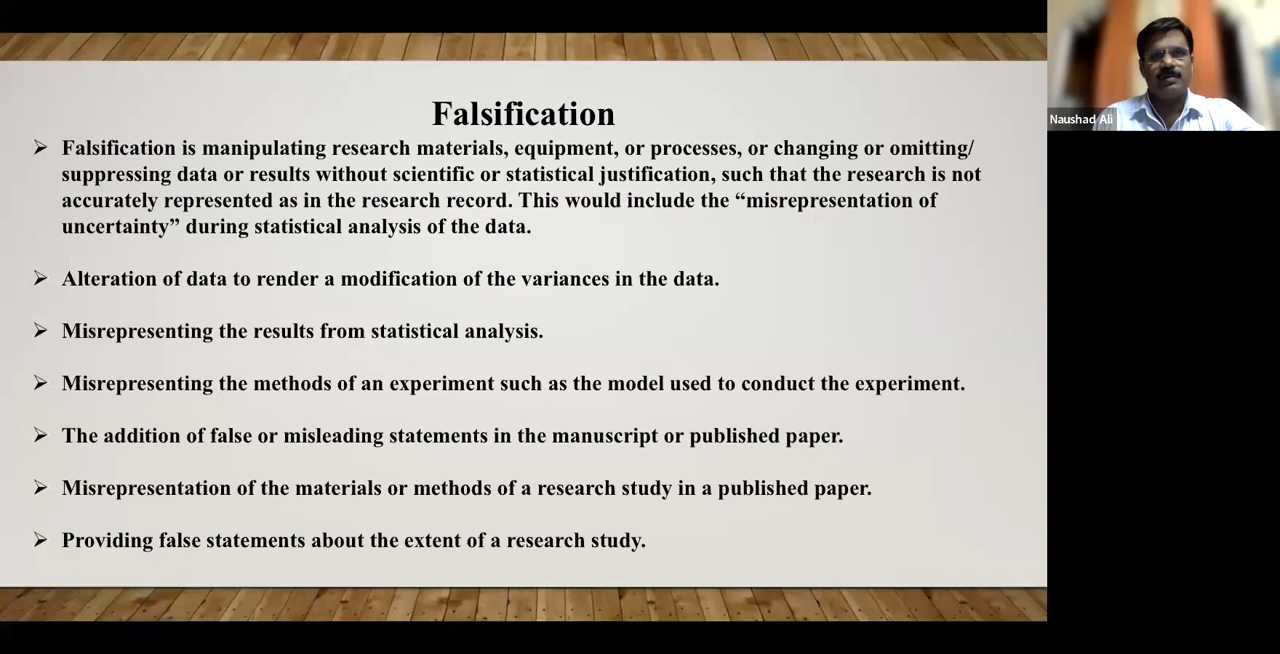 Falsification
➢ Falsification is manipulating research materials, equipment, or processes, or changing or omitting/
suppressing data or results without scientific or statistical justification, such that the research is not
accurately represented as in the research record. This would include the “misrepresentation of
uncertainty” during statistical analysis of the data.
➢ Alteration of data to render a modification of the variances in the data.
➢ Misrepresenting the results from statistical analysis.
➢ Misrepresenting the methods of an experiment such as the model used to conduct the experiment.
➢ The addition of false or misleading statements in the manuscript or published paper.
➢ Misrepresentation of the materials or methods of a research study in a published paper.
➢ Providing false statements about the extent of a research study.
Naushad Ali